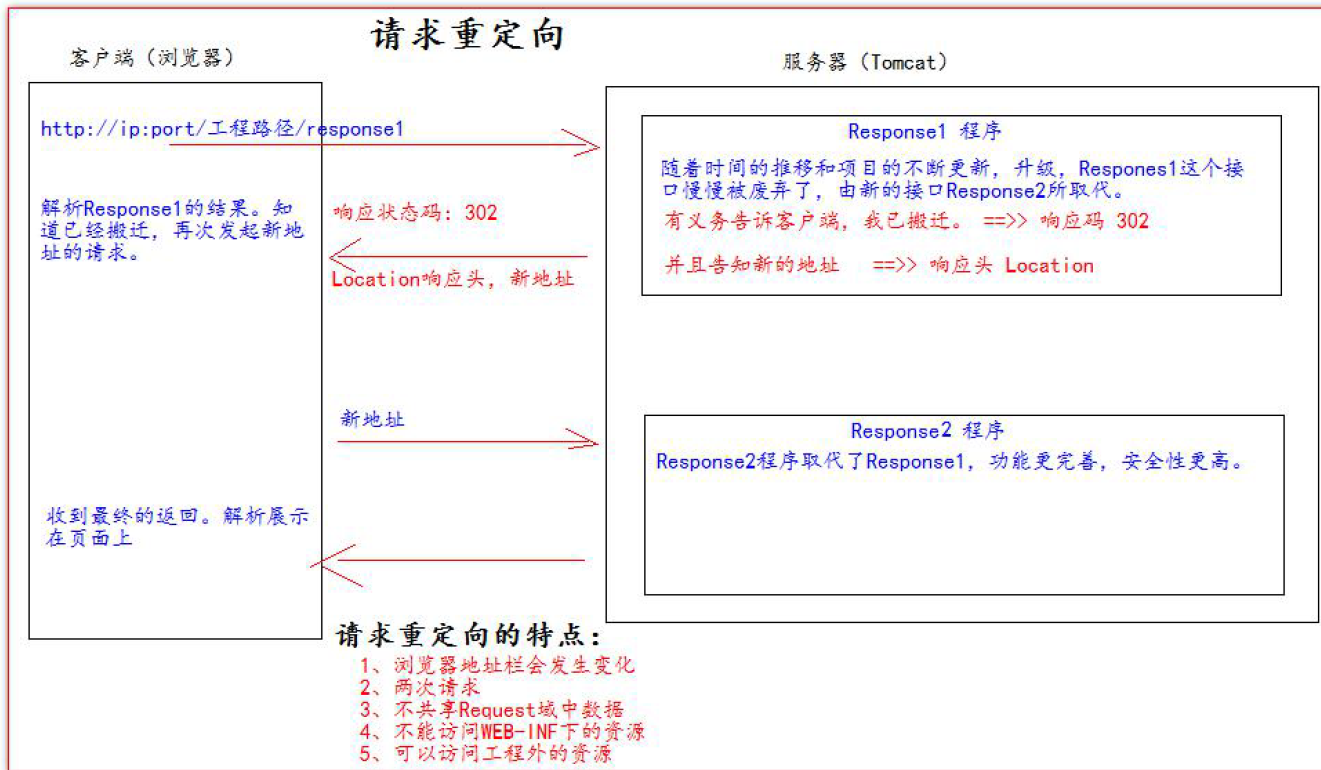 请求重定向
客户端（浏览器）
服务器（Tomcat）
http://ip:port/工程路径/response1
Response1 程序
随着时间的推移和项目的不断更新，升级，Respones1这个接
口慢慢被废弃了，由新的接口Response2所取代。
有义务告诉客户端，我已搬迁。 ==>> 响应码 302
并且告知新的地址 ==>> 响应头 Location
解析Response1的结果。知
道已经搬迁，再次发起新地
址的请求。
响应状态码：302
Location响应头，新地址
新地址
Response2 程序
Response2程序取代了Response1，功能更完善，安全性更高。
收到最终的返回。解析展示
在页面上
请求重定向的特点：
1、浏览器地址栏会发生变化
2、两次请求
3、不共享Request域中数据
4、不能访问WEB-INF下的资源
5、可以访问工程外的资源